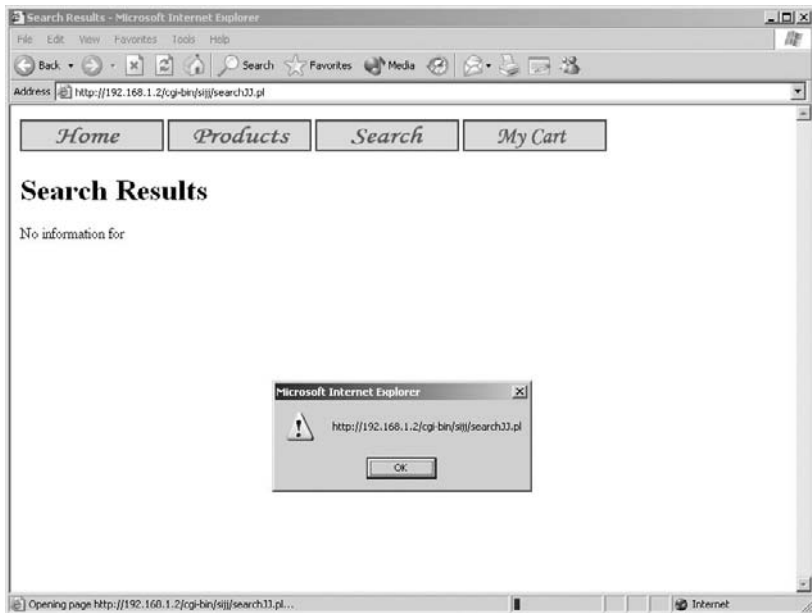 Search Results - Microsoft Internet Explorer
File Edit View Favorites Tools Help
Back Search Favorites Media
Address http://192.168.1.2/cgi-bin/sijj/searchJJ.pl
Home Products Search My Cart
Search Results
No information for
Microsoft Internet Explorer
http://192.168.1.2/cgi-bin/sijj/searchJJ.pl
OK
Opening page http://192.168.1.2/cgi-bin/sijj/searchJJ.pl...
Internet